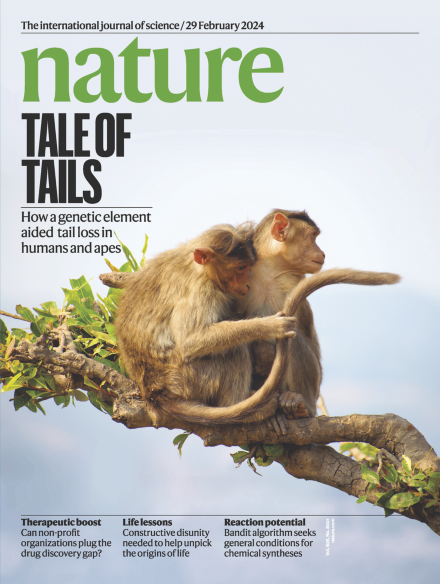 The international journal of science / 29 February 2024
nature
TALE OF
TAILS
How a genetic element
aided tail loss in
humans and apes
Therapeutic boost
Can non-profit
organizations plug the
drug discovery gap?
Life lessons
Constructive disunity
needed to help unpick
the origins of life
Reaction potential
Bandit algorithm seeks
general conditions for
chemical syntheses